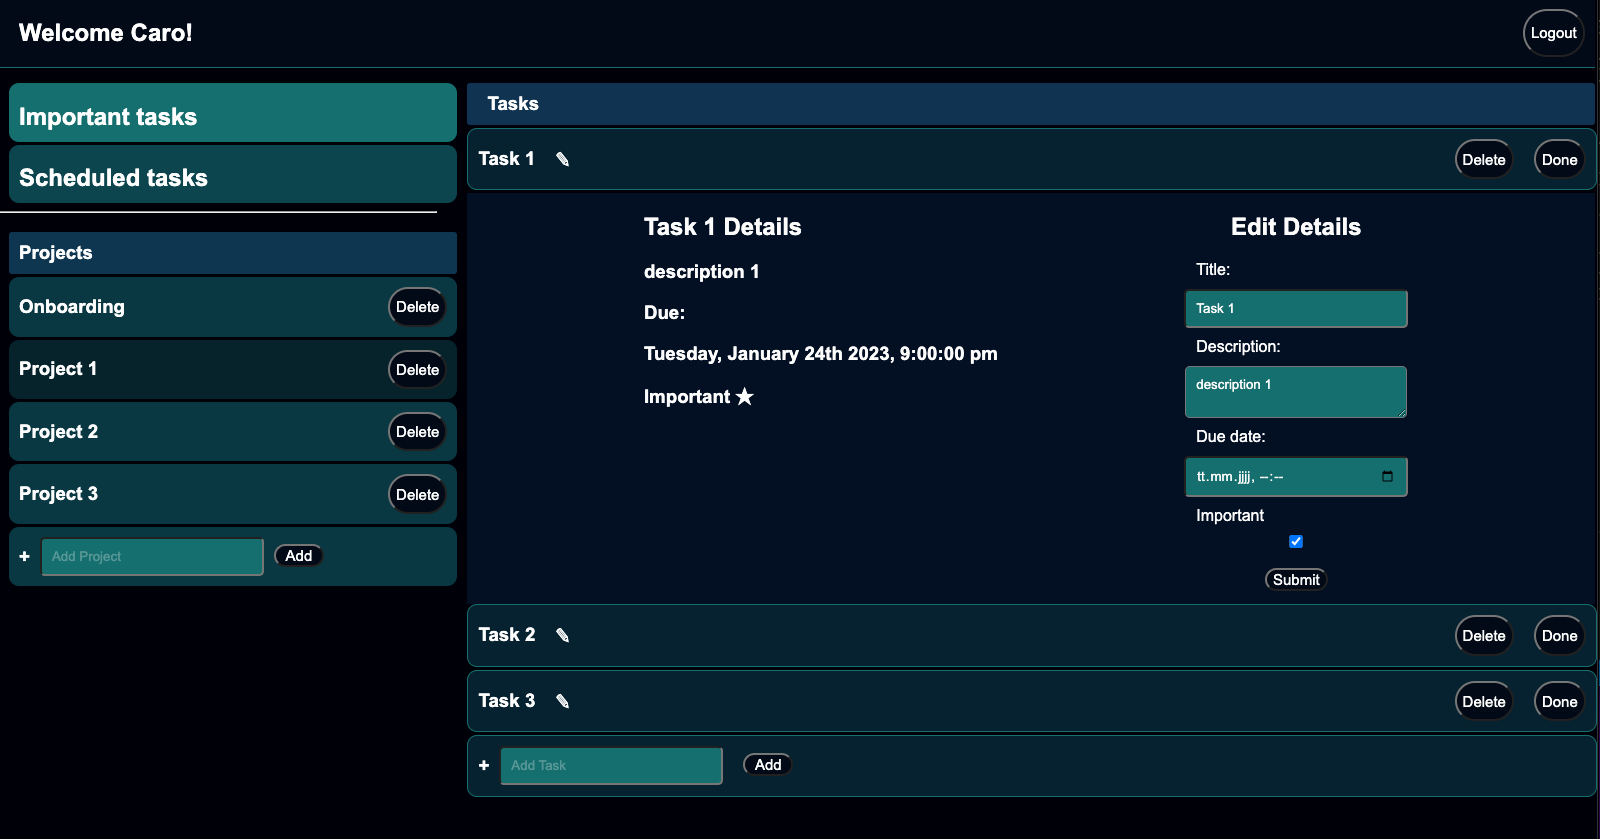 Welcome Caro!
Logout
Important tasks
Scheduled tasks
Projects
Onboarding
Delete
Project 1
Delete
Project 2
Delete
Project 3
Delete
+ Add Project Add
Tasks
Task 1 ✎
Delete Done
Task 1 Details
description 1
Due:
Tuesday, January 24th 2023, 9:00:00 pm
Important ★
Edit Details
Title:
Task 1
Description:
description 1
Due date:
tt.mm.jjjj, --:--
Important
Submit
Task 2 ✎
Delete Done
Task 3 ✎
Delete Done
+ Add Task Add